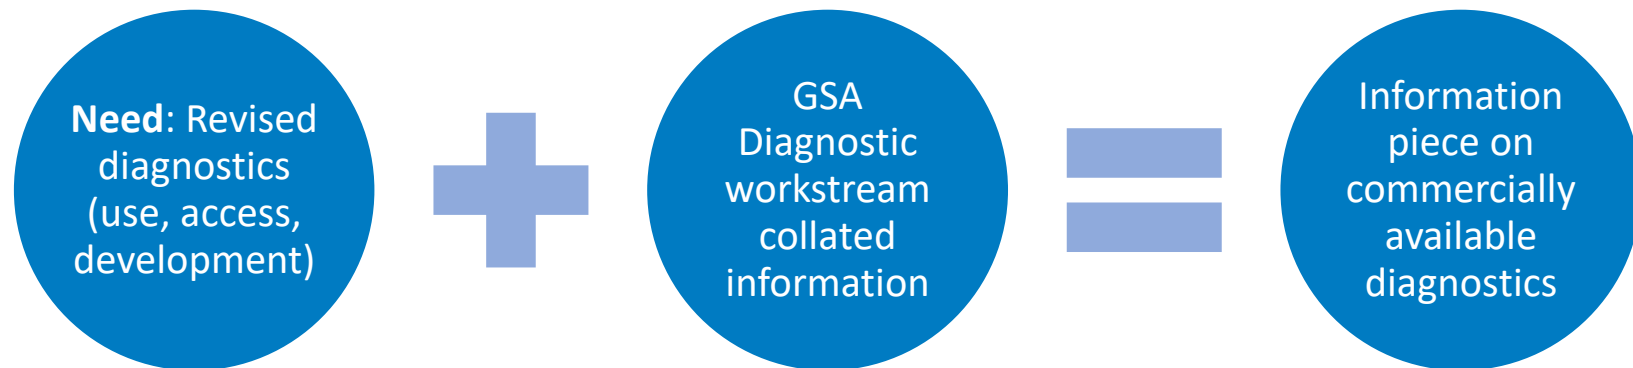 Need: Revised
diagnostics
(use, access,
development)
GSA
Diagnostic
workstream
collated
information
Information
piece on
commercially
available
diagnostics